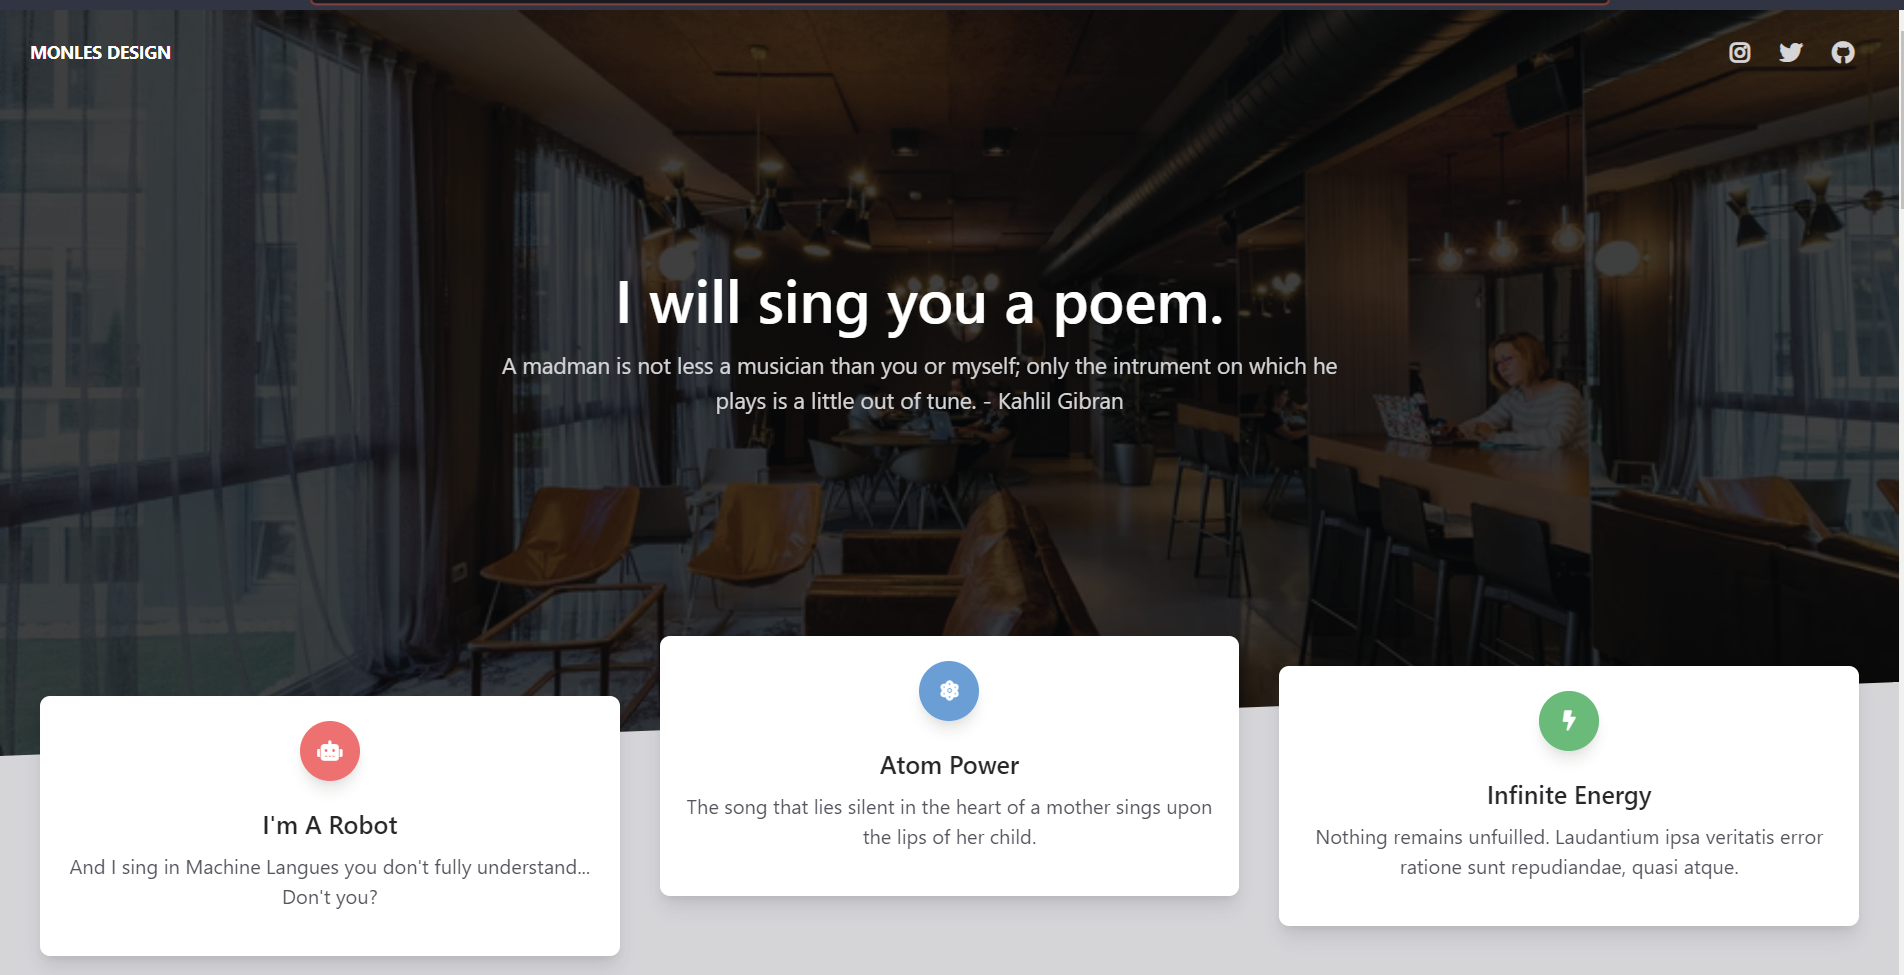 MONLES DESIGN
I will sing you a poem.
A madman is not less a musician than you or myself; only the intrument on which he
plays is a little out of tune. - Kahlil Gibran
I'm A Robot
And I sing in Machine Langues you don't fully understand...
Don't you?
Atom Power
The song that lies silent in the heart of a mother sings upon
the lips of her child.
Infinite Energy
Nothing remains unfuilled. Laudantium ipsa veritatis error
ratione sunt repudiandae, quasi atque.